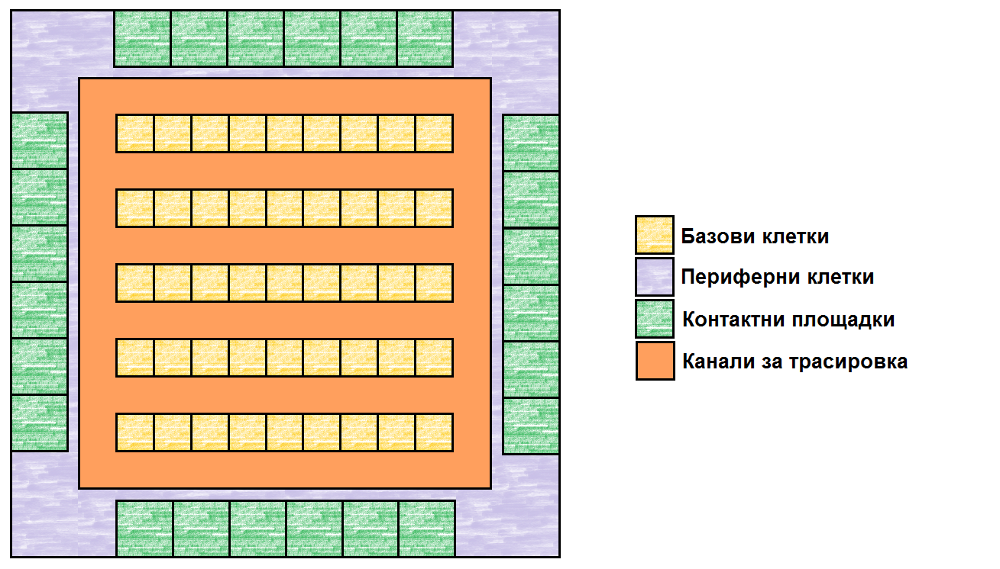 Базови клетки
Периферни клетки
Контактни площадки
Канали за трасировка